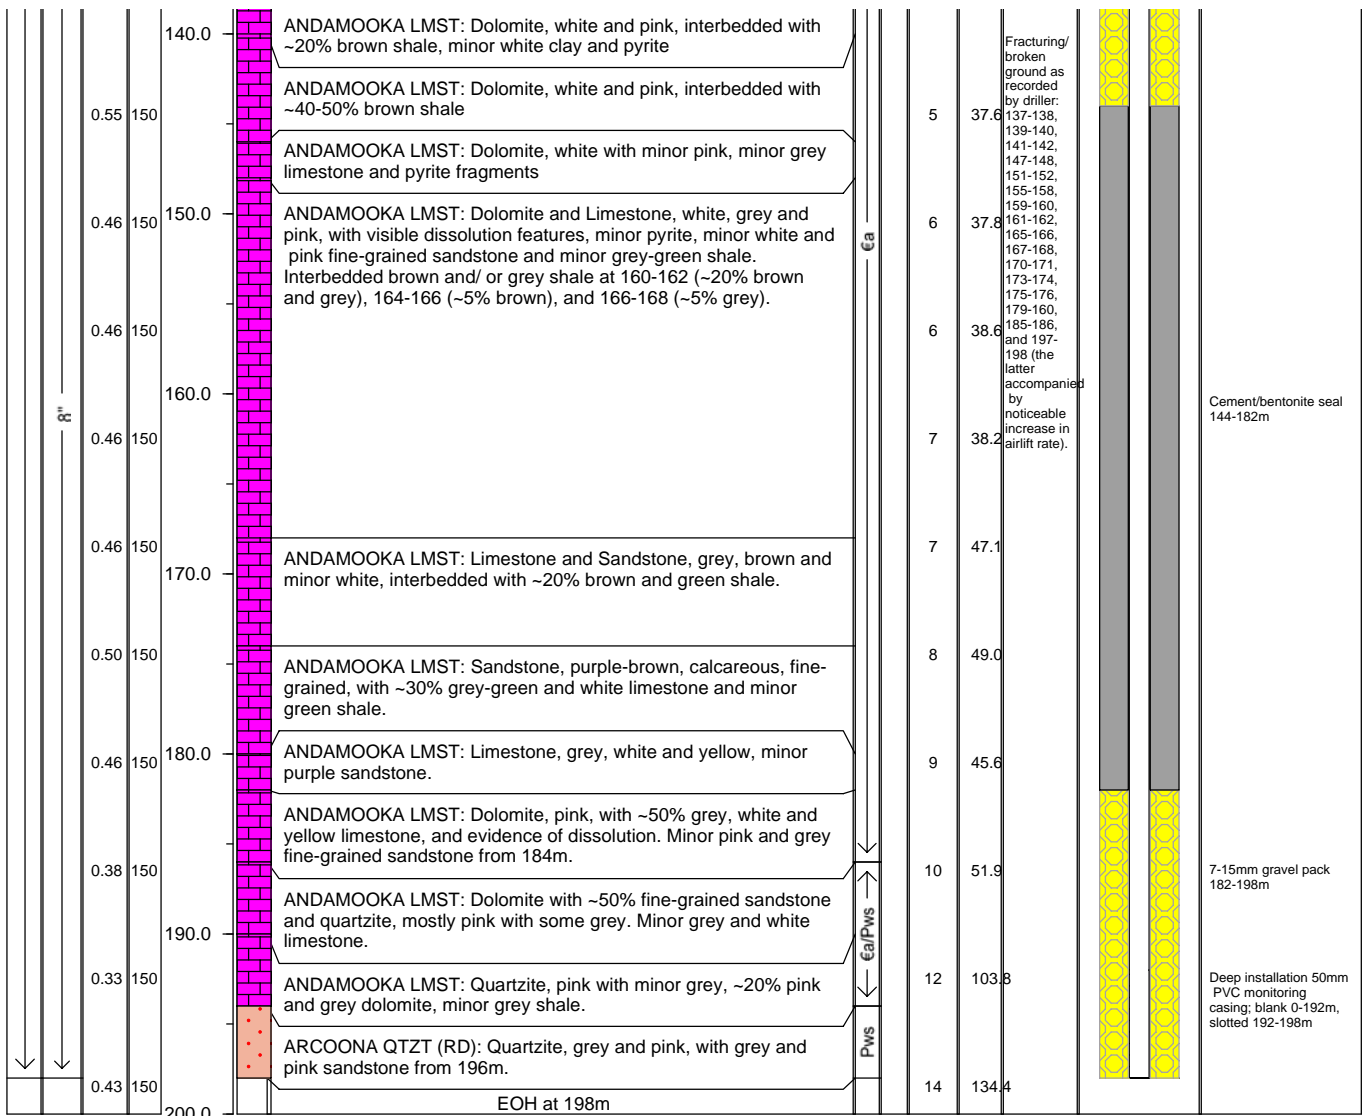 140.0
ANDAMOOKA LMST: Dolomite, white and pink, interbedded with
~20% brown shale, minor white clay and pyrite
ANDAMOOKA LMST: Dolomite, white and pink, interbedded with
~40-50% brown shale
0.55 150
5 37.6
ANDAMOOKA LMST: Dolomite, white with minor pink, minor grey
limestone and pyrite fragments
150.0
ANDAMOOKA LMST: Dolomite and Limestone, white, grey and
pink, with visible dissolution features, minor pyrite, minor white and
pink fine-grained sandstone and minor grey-green shale.
Interbedded brown and/ or grey shale at 160-162 (~20% brown
and grey), 164-166 (~5% brown), and 166-168 (~5% grey).
0.46 150
6 37.8
Єa
0.46 150
6 38.6
160.0
8"
0.46 150
7 38.2
Fracturing/
broken
ground as
recorded
by driller:
137-138,
139-140,
141-142,
147-148,
151-152,
155-158,
159-160,
161-162,
165-166,
167-168,
170-171,
173-174,
175-176,
179-160,
185-186,
and 197-
198 (the
latter
accompanied
by
noticeable
increase in
airlift rate).
Cement/bentonite seal
144-182m
0.46 150
7 47.1
170.0
ANDAMOOKA LMST: Limestone and Sandstone, grey, brown and
minor white, interbedded with ~20% brown and green shale.
0.50 150
8 49.0
ANDAMOOKA LMST: Sandstone, purple-brown, calcareous, fine-
grained, with ~30% grey-green and white limestone and minor
green shale.
180.0
ANDAMOOKA LMST: Limestone, grey, white and yellow, minor
purple sandstone.
0.46 150
9 45.6
ANDAMOOKA LMST: Dolomite, pink, with ~50% grey, white and
yellow limestone, and evidence of dissolution. Minor pink and grey
fine-grained sandstone from 184m.
0.38 150
10 51.9
7-15mm gravel pack
182-198m
190.0
ANDAMOOKA LMST: Dolomite with ~50% fine-grained sandstone
and quartzite, mostly pink with some grey. Minor grey and white
limestone.
Єa/Pws
0.33 150
12 103.8
ANDAMOOKA LMST: Quartzite, pink with minor grey, ~20% pink
and grey dolomite, minor grey shale.
Deep installation 50mm
PVC monitoring
casing; blank 0-192m,
slotted 192-198m
ARCOONA QTZT (RD): Quartzite, grey and pink, with grey and
pink sandstone from 196m.
Pws
0.43 150
14 134.4
EOH at 198m
200.0